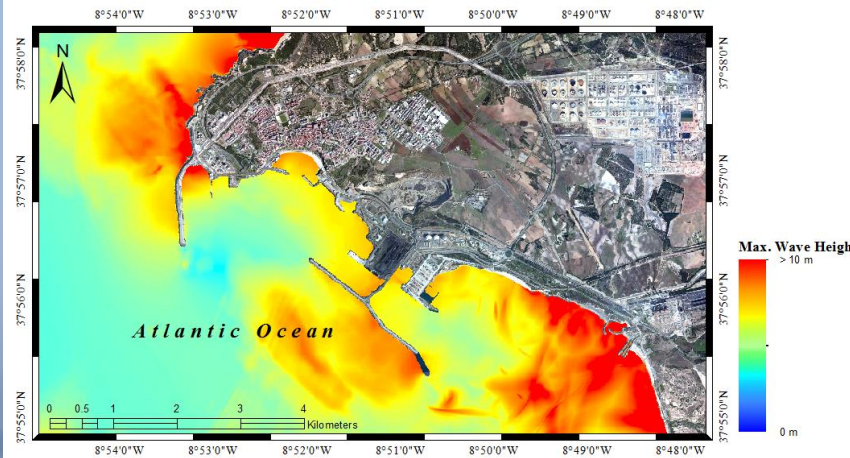 8°54'0"W 8°53'0"W 8°52'0"W 8°51'0"W 8°50'0"W 8°49'0"W 8°48'0"W
N
37°58'0"N 37°58'0"N
37°57'0"N 37°57'0"N
Max. Wave Heigh
> 10 m
37°56'0"N 37°56'0"N
Atlantic Ocean
0 0.5 1 2 3 4
Kilometers
37°55'0"N 37°55'0"N
0 m
8°54'0"W 8°53'0"W 8°52'0"W 8°51'0"W 8°50'0"W 8°49'0"W 8°48'0"W